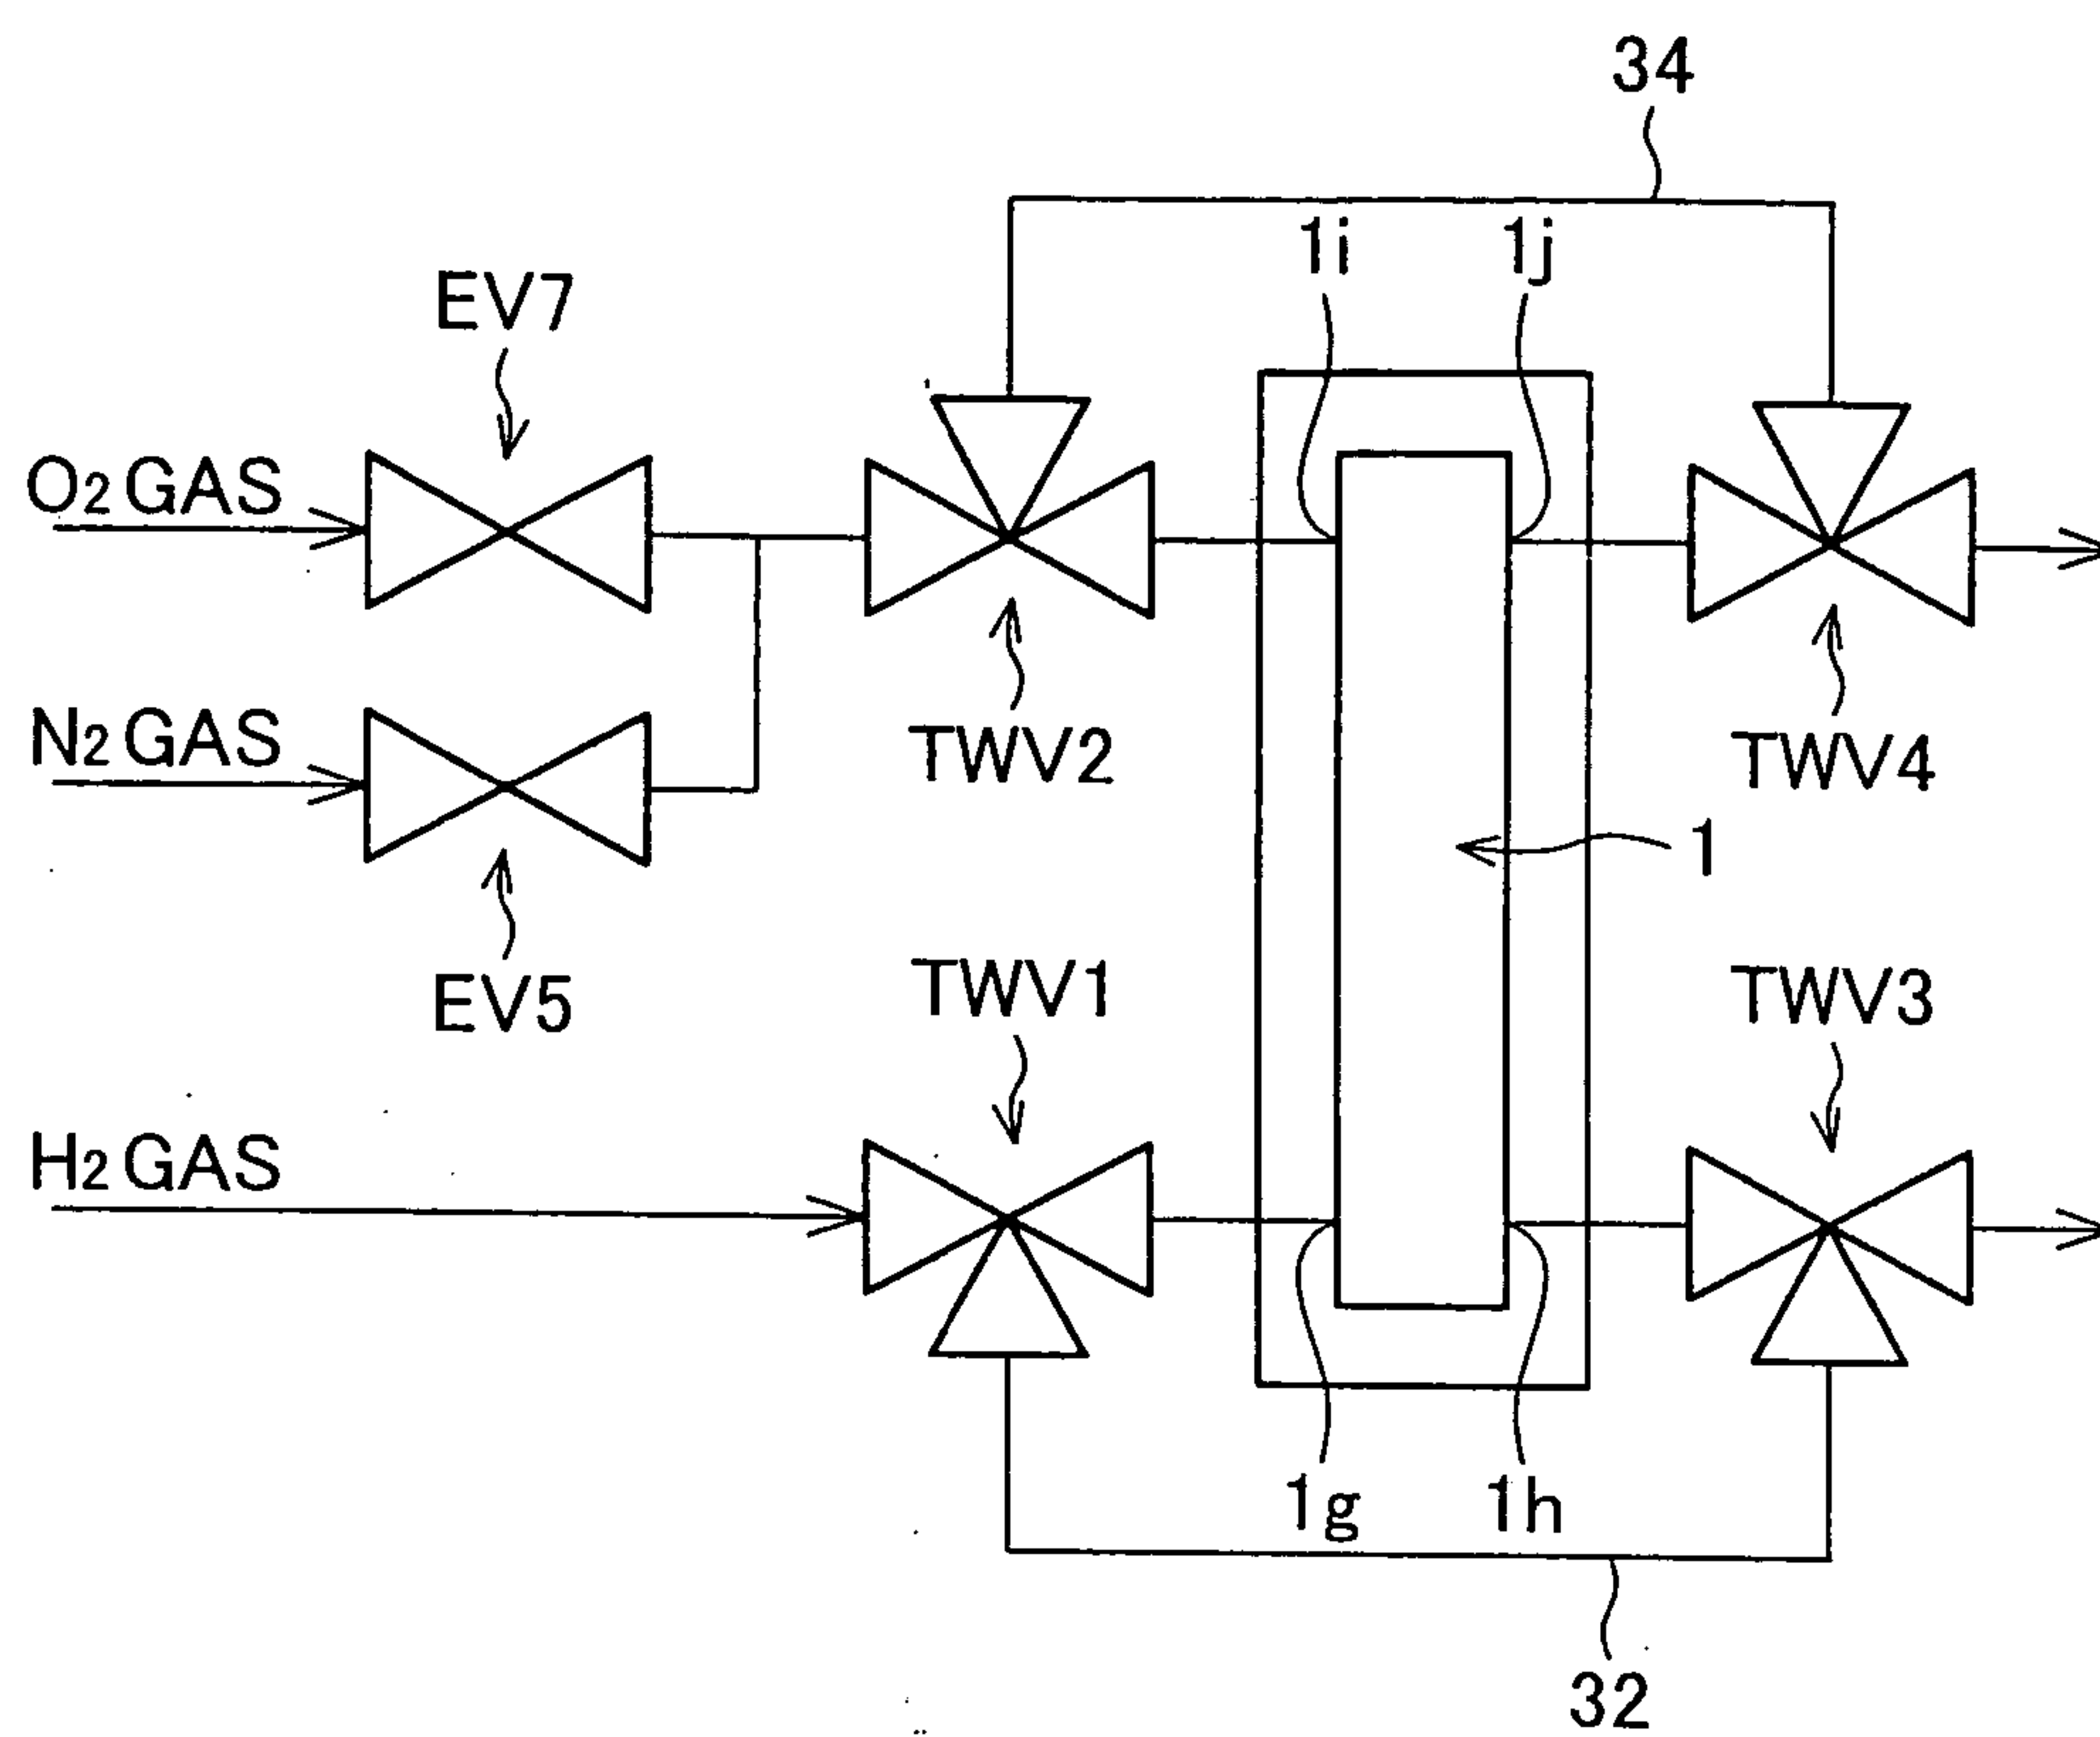 34
1i 1j
EV7
O2 GAS
N2 GAS
TWV2
TWV4
1
EV5
TWV1
TWV3
H2 GAS
1g 1h
32